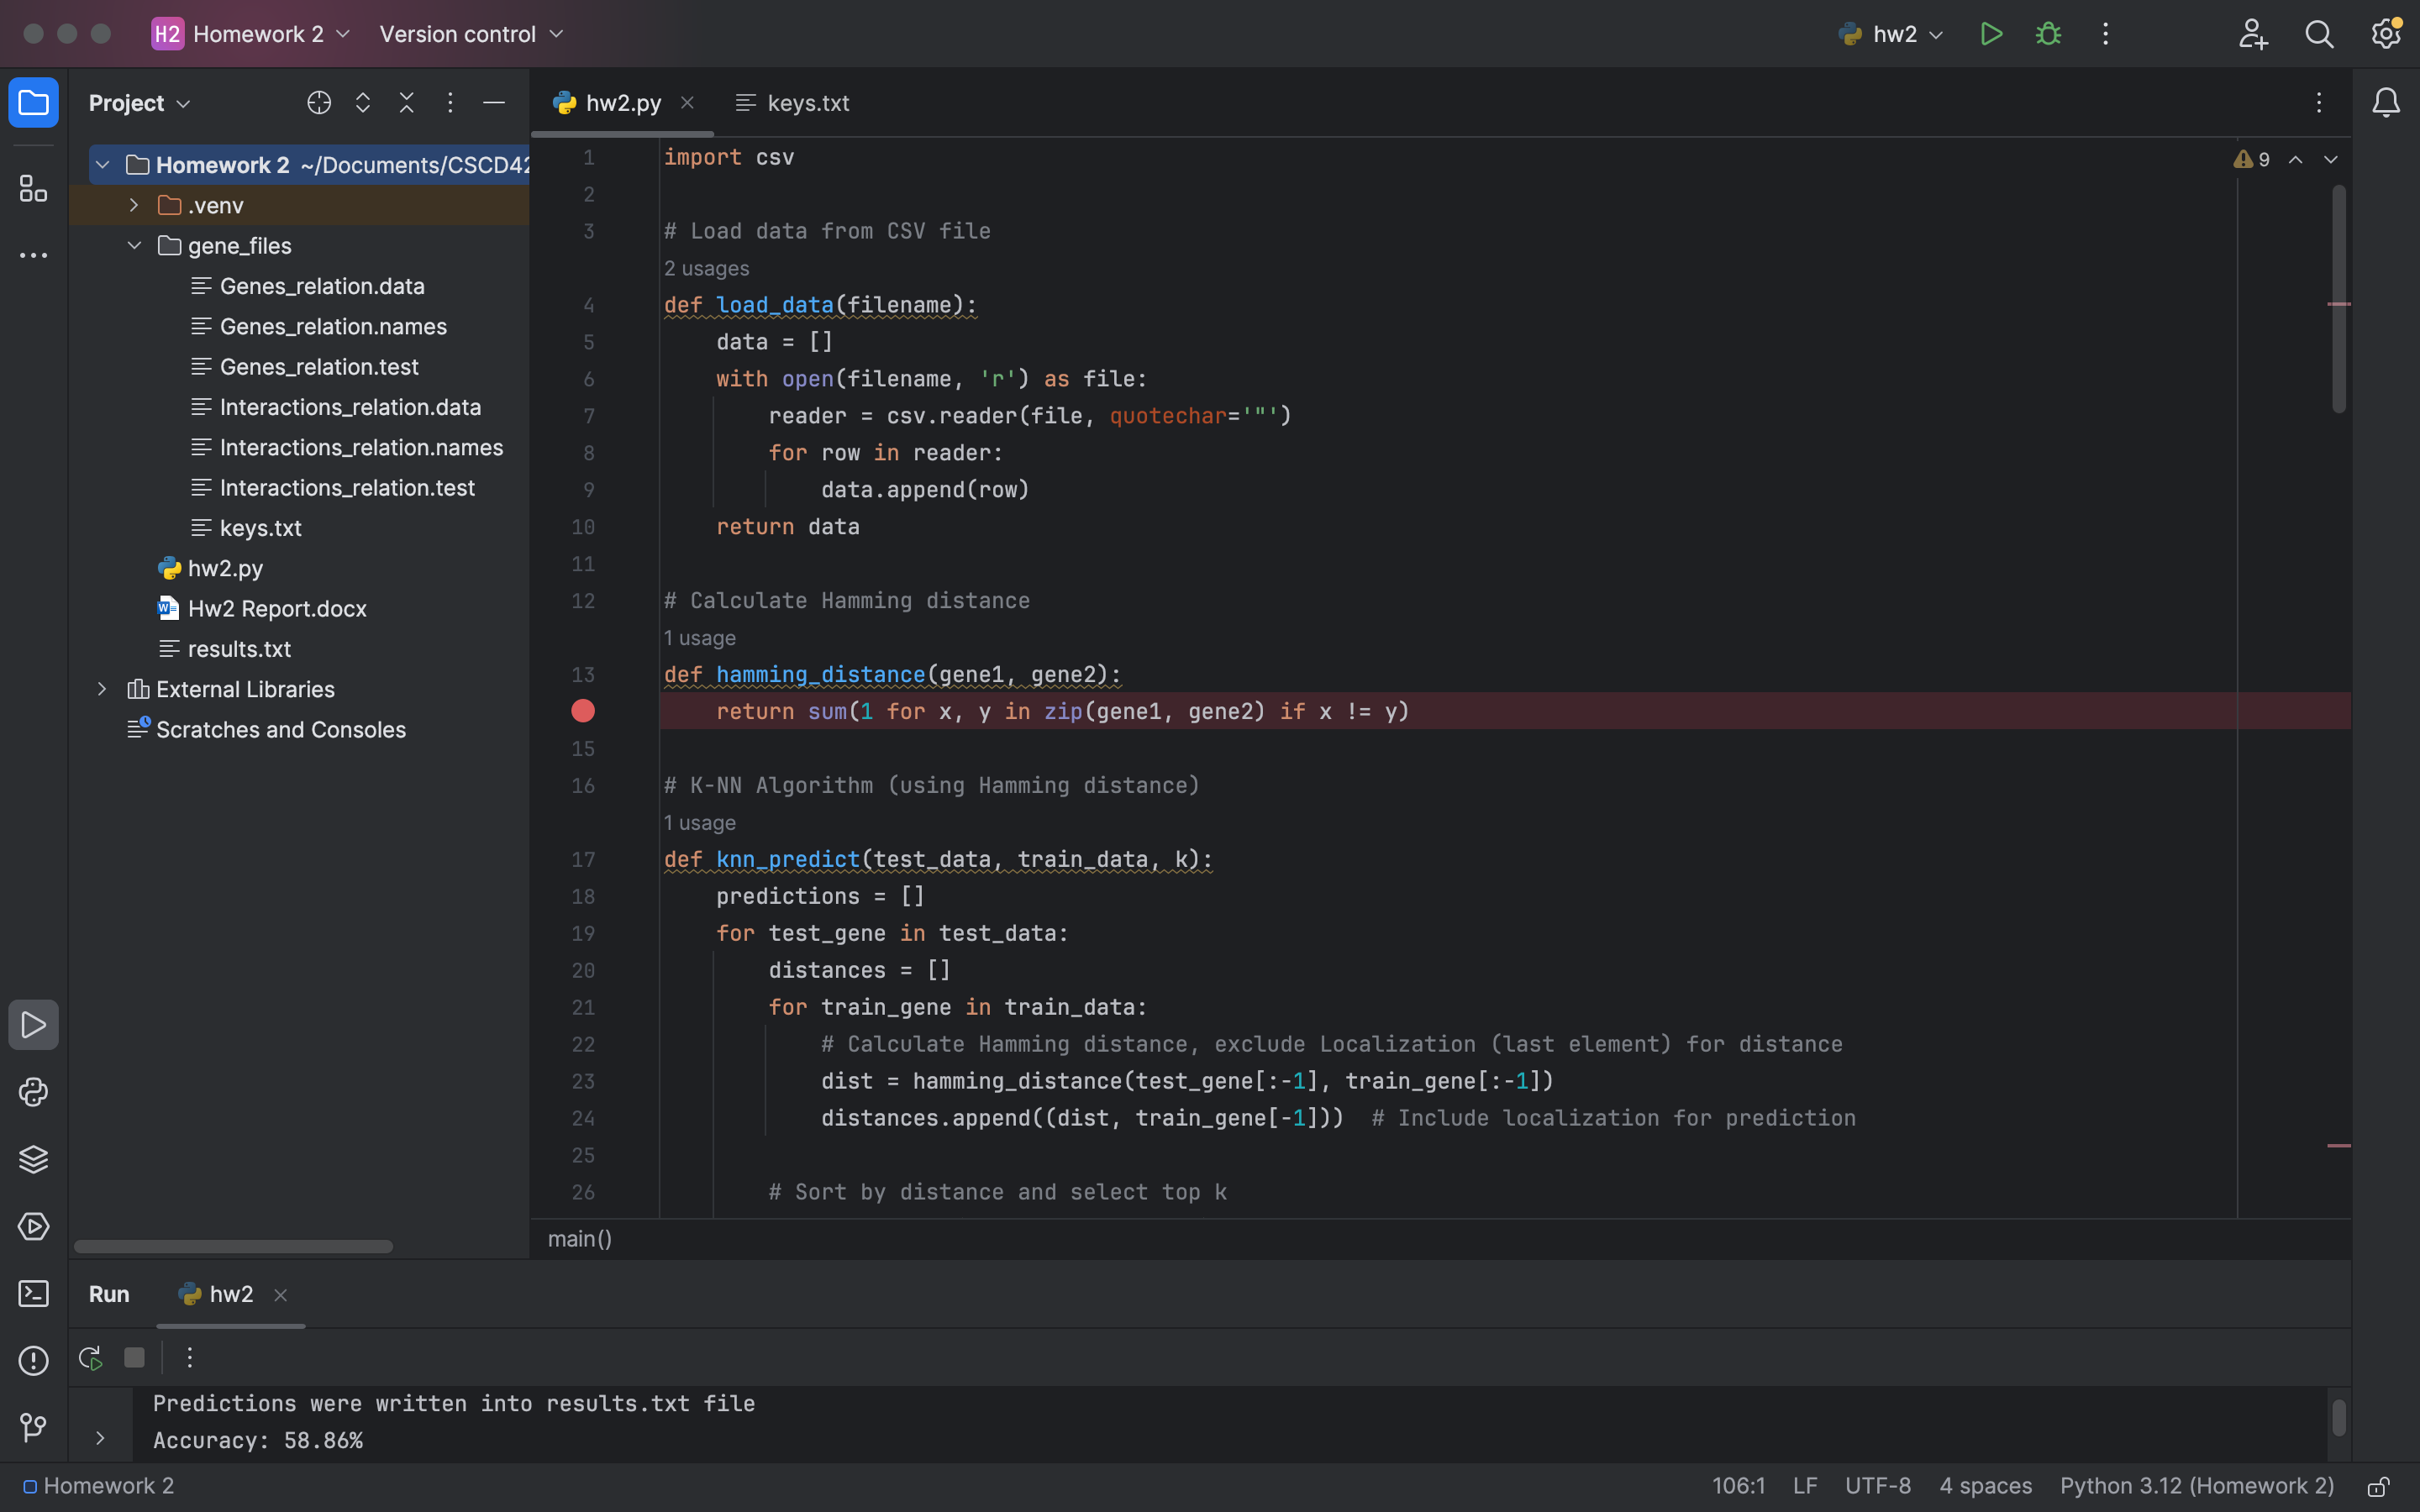 H2 Homework 2 Version control hw2
Project
hw2.py
keys.txt
Homework 2 ~/Documents/CSCD42
.venv
gene_files
Genes_relation.data
Genes_relation.names
Genes_relation.test
Interactions_relation.data
Interactions_relation.names
Interactions_relation.test
keys.txt
hw2.py
Hw2 Report.docx
results.txt
External Libraries
Scratches and Consoles
9
1 import csv
2
3 # Load data from CSV file
2 usages
4 def load_data(filename):
5 data = []
6 with open(filename, 'r') as file:
7 reader = csv.reader(file, quotechar='"')
8 for row in reader:
9 data.append(row)
10 return data
11
12 # Calculate Hamming distance
1 usage
13 def hamming_distance(gene1, gene2):
return sum(1 for x, y in zip(gene1, gene2) if x != y)
15
16 # K-NN Algorithm (using Hamming distance)
1 usage
17 def knn_predict(test_data, train_data, k):
18 predictions = []
19 for test_gene in test_data:
20 distances = []
21 for train_gene in train_data:
22 # Calculate Hamming distance, exclude Localization (last element) for distance
23 dist = hamming_distance(test_gene[:-1], train_gene[:-1])
24 distances.append((dist, train_gene[-1])) # Include localization for prediction
25
26 # Sort by distance and select top k
main()
Run hw2
Predictions were written into results.txt file
Accuracy: 58.86%
Homework 2
106:1 LF UTF-8 4 spaces Python 3.12 (Homework 2)